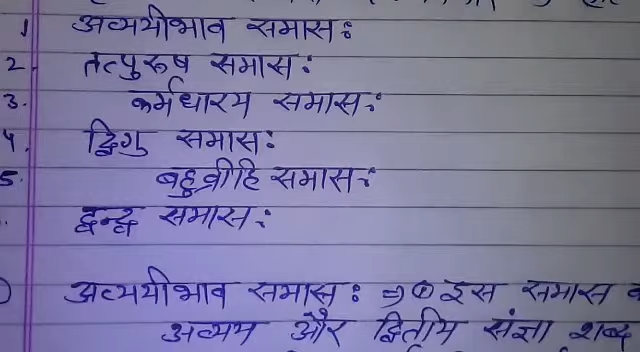 1 अव्ययीभाव समासः
2. तत्पुरूष समासः
3. कर्मधारय समासः
4. द्विगु समासः
5. बहुव्रीहि समासः
द्वन्द्व समासः
अव्ययीभाव समासः ⇒ ① इस समास
अव्यय और द्वितीय संज्ञा शब्द